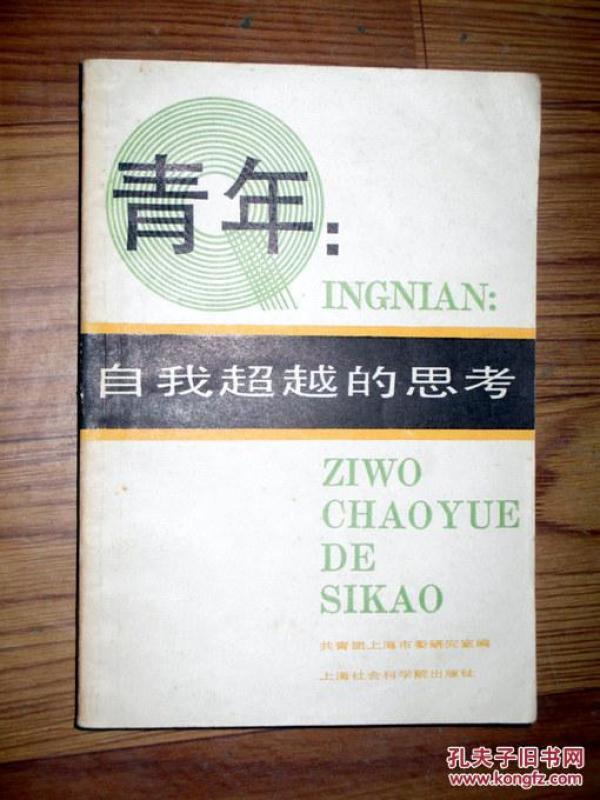 青年:
INGNIAN:
自我超越的思考
ZIWO
CHAOYUE
DE
SIKAO
共青团上海市委研究室编
上海社会科学院出版社
孔夫子旧书网
www.kongfz.com